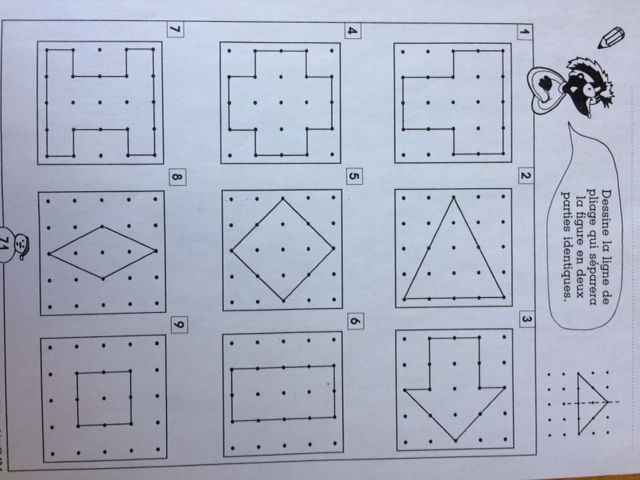 Dessine la ligne de
pliage qui séparera
la figure en deux
parties identiques.
1
2
3
4
5
6
7
8
9
71